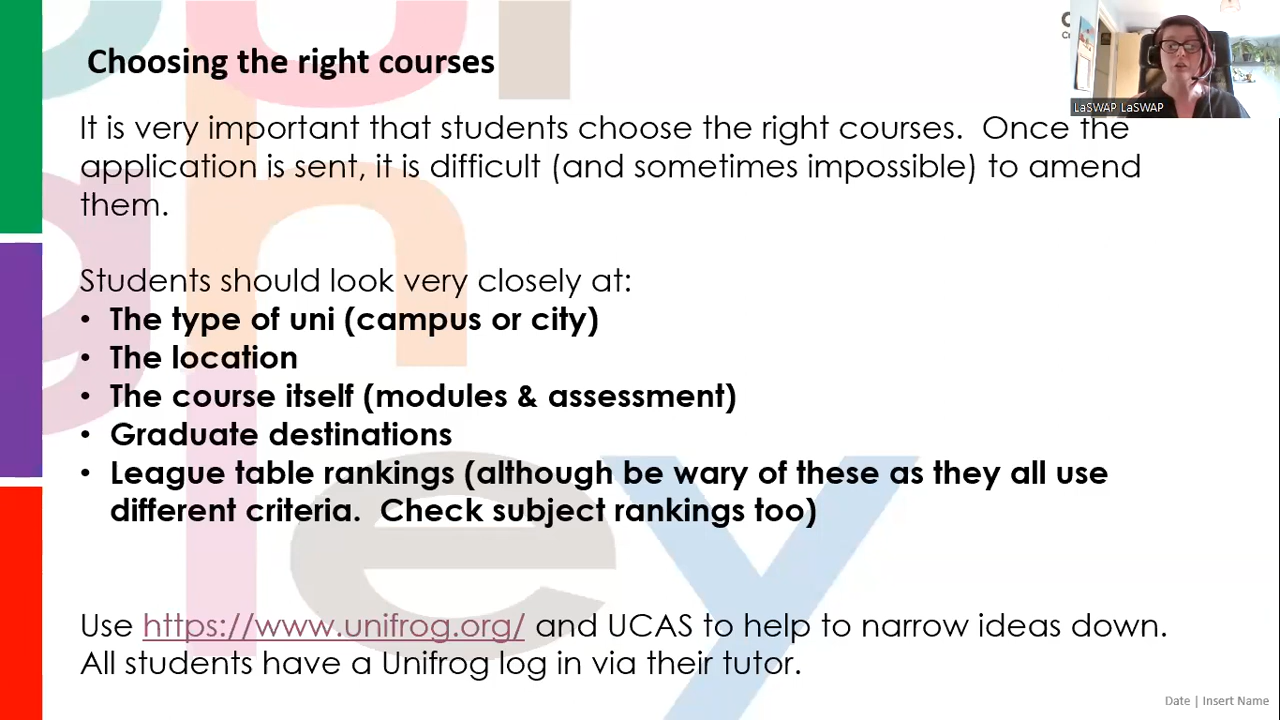 Choosing the right courses
LaSWAP LaSWAP
It is very important that students choose the right courses. Once the
application is sent, it is difficult (and sometimes impossible) to amend
them.
Students should look very closely at:
• The type of uni (campus or city)
• The location
• The course itself (modules & assessment)
• Graduate destinations
• League table rankings (although be wary of these as they all use
different criteria. Check subject rankings too)
Use https://www.unifrog.org/ and UCAS to help to narrow ideas down.
All students have a Unifrog log in via their tutor.
Date | Insert Name